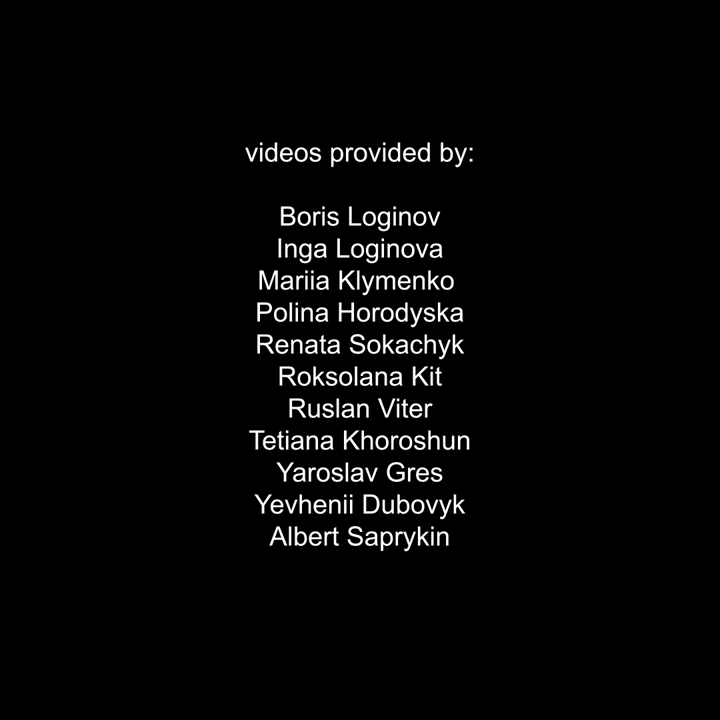 videos provided by:
Boris Loginov
Inga Loginova
Mariia Klymenko
Polina Horodyska
Renata Sokachyk
Roksolana Kit
Ruslan Viter
Tetiana Khoroshun
Yaroslav Gres
Yevhenii Dubovyk
Albert Saprykin